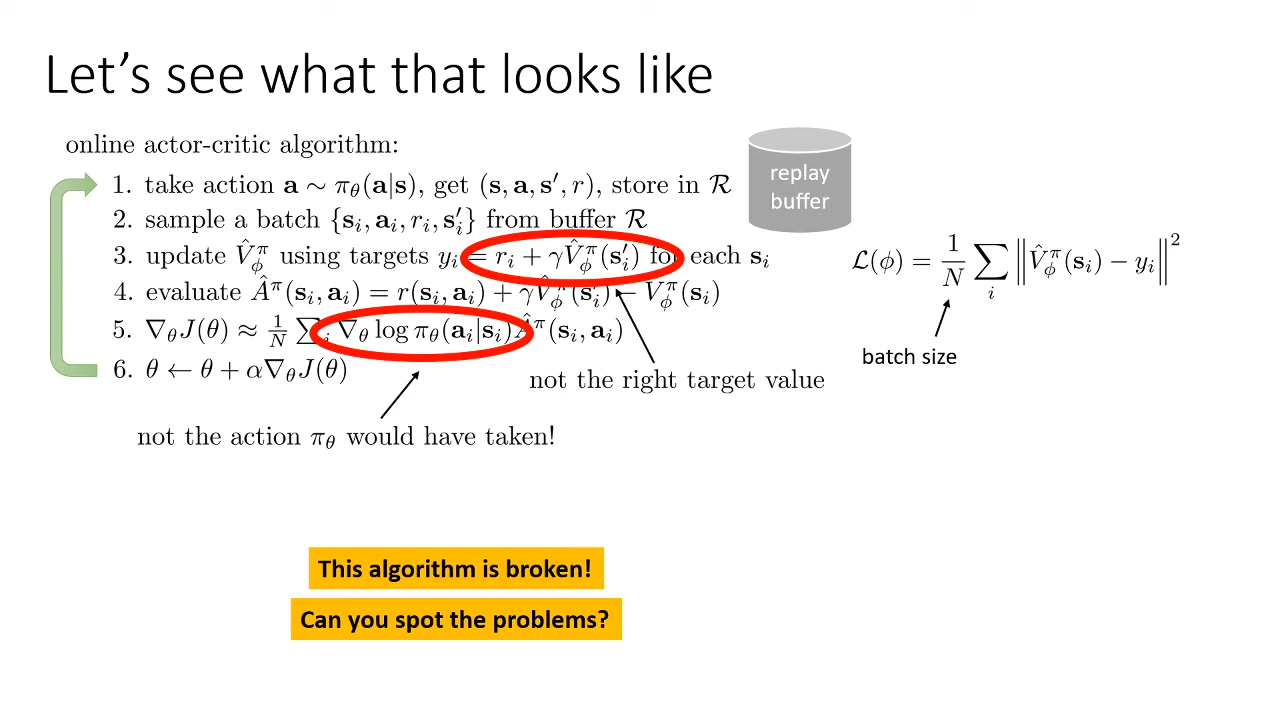 Let's see what that looks like
online actor-critic algorithm:
1. take action a ∼ π_θ(a|s), get (s, a, s′, r), store in ℛ
2. sample a batch {s_i, a_i, r_i, s′_i} from buffer ℛ
3. update V̂^π_ϕ using targets y_i = r_i + γV̂^π_ϕ(s′_i) for each s_i
4. evaluate Â^π(s_i, a_i) = r(s_i, a_i) + γV̂^π_ϕ(s′_i) − V̂^π_ϕ(s_i)
5. ∇_θJ(θ) ≈ 1/N ∑_i ∇_θ log π_θ(a_i|s_i)Â^π(s_i, a_i)
6. θ ← θ + α∇_θJ(θ)
replay
buffer
ℒ(ϕ) = 1/N ∑_i ‖V̂^π_ϕ(s_i) − y_i‖²
batch size
not the right target value
not the action π_θ would have taken!
This algorithm is broken!
Can you spot the problems?